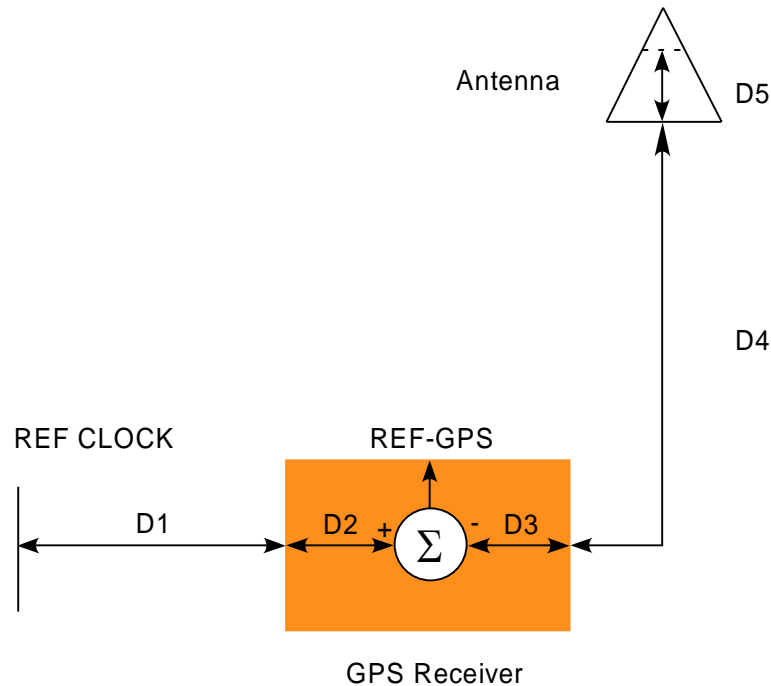 Antenna
D5
D4
REF CLOCK
REF-GPS
D1
D2
+
Σ
-
D3
GPS Receiver